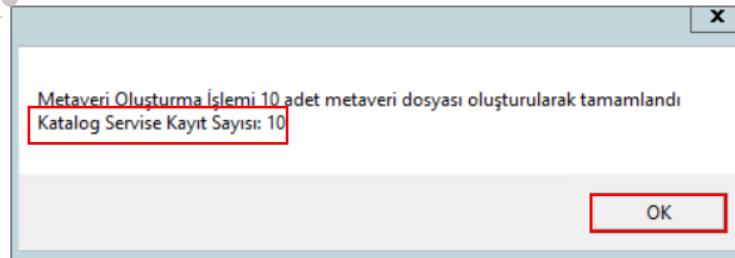 x
Metaveri Oluşturma İşlemi 10 adet metaveri dosyası oluşturularak tamamlandı
Katalog Servise Kayıt Sayısı: 10
OK